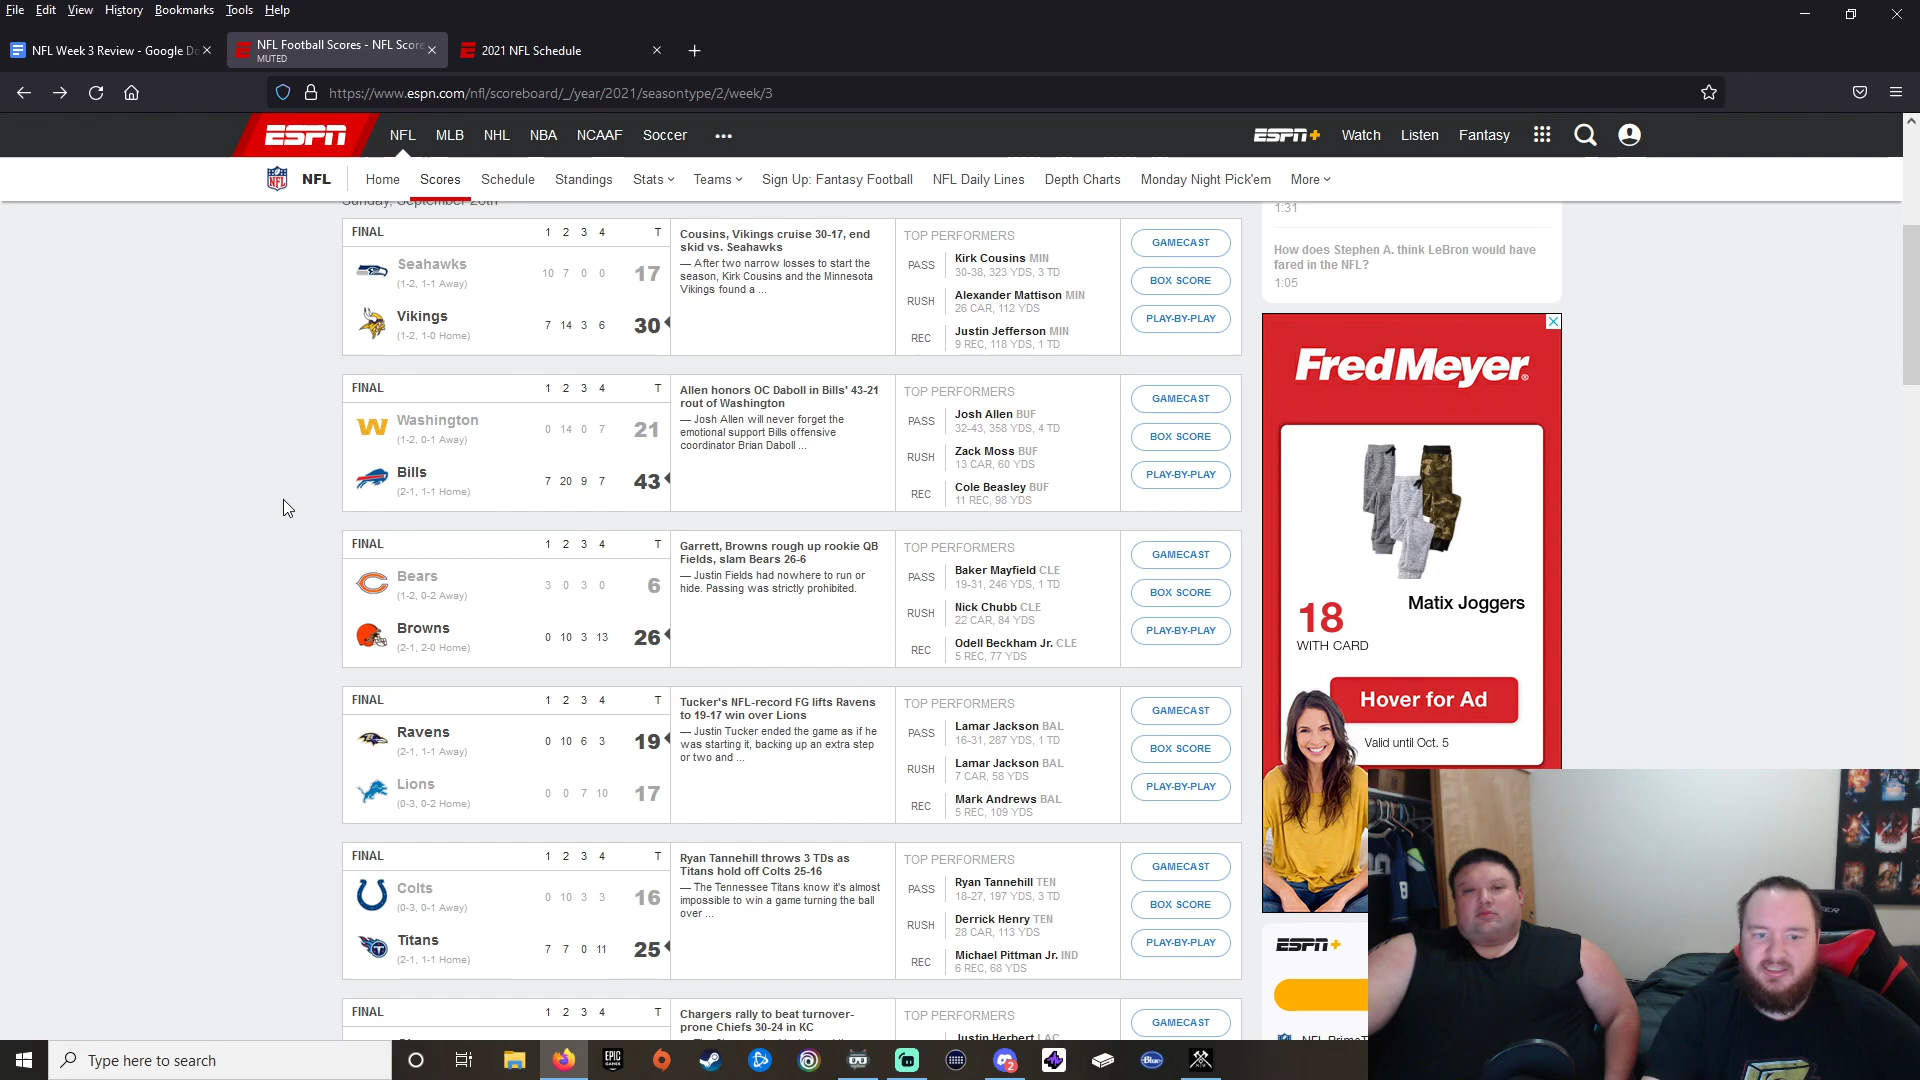 File Edit View History Bookmarks Tools Help
NFL Week 3 Review - Google Do
NFL Football Scores - NFL Score
MUTED
2021 NFL Schedule
https://www.espn.com/nfl/scoreboard/_/year/2021/seasontype/2/week/3
ESPN NFL MLB NHL NBA NCAAF Soccer ••• ESPN+ Watch Listen Fantasy
NFL Home Scores Schedule Standings Stats Teams Sign Up: Fantasy Football NFL Daily Lines Depth Charts Monday Night Pick'em More
Sunday, September 26th
FINAL 1 2 3 4 T
Seahawks 10 7 0 0 17
(1-2, 1-1 Away)
Vikings 7 14 3 6 30
(1-2, 1-0 Home)
Cousins, Vikings cruise 30-17, end
skid vs. Seahawks
— After two narrow losses to start the
season, Kirk Cousins and the Minnesota
Vikings found a ...
TOP PERFORMERS
PASS Kirk Cousins MIN
30-38, 323 YDS, 3 TD
RUSH Alexander Mattison MIN
26 CAR, 112 YDS
REC Justin Jefferson MIN
9 REC, 118 YDS, 1 TD
GAMECAST
BOX SCORE
PLAY-BY-PLAY
FINAL 1 2 3 4 T
Washington 0 14 0 7 21
(1-2, 0-1 Away)
Bills 7 20 9 7 43
(2-1, 1-1 Home)
Allen honors OC Daboll in Bills' 43-21
rout of Washington
— Josh Allen will never forget the
emotional support Bills offensive
coordinator Brian Daboll ...
TOP PERFORMERS
PASS Josh Allen BUF
32-43, 358 YDS, 4 TD
RUSH Zack Moss BUF
13 CAR, 60 YDS
REC Cole Beasley BUF
11 REC, 98 YDS
GAMECAST
BOX SCORE
PLAY-BY-PLAY
FINAL 1 2 3 4 T
Bears 3 0 3 0 6
(1-2, 0-2 Away)
Browns 0 10 3 13 26
(2-1, 2-0 Home)
Garrett, Browns rough up rookie QB
Fields, slam Bears 26-6
— Justin Fields had nowhere to run or
hide. Passing was strictly prohibited.
TOP PERFORMERS
PASS Baker Mayfield CLE
19-31, 246 YDS, 1 TD
RUSH Nick Chubb CLE
22 CAR, 84 YDS
REC Odell Beckham Jr. CLE
5 REC, 77 YDS
GAMECAST
BOX SCORE
PLAY-BY-PLAY
FINAL 1 2 3 4 T
Ravens 0 10 6 3 19
(2-1, 1-1 Away)
Lions 0 0 7 10 17
(0-3, 0-2 Home)
Tucker's NFL-record FG lifts Ravens
to 19-17 win over Lions
— Justin Tucker ended the game as if he
was starting it, backing up an extra step
or two and ...
TOP PERFORMERS
PASS Lamar Jackson BAL
16-31, 287 YDS, 1 TD
RUSH Lamar Jackson BAL
7 CAR, 58 YDS
REC Mark Andrews BAL
5 REC, 109 YDS
GAMECAST
BOX SCORE
PLAY-BY-PLAY
FINAL 1 2 3 4 T
Colts 0 10 3 3 16
(0-3, 0-1 Away)
Titans 7 7 0 11 25
(2-1, 1-1 Home)
Ryan Tannehill throws 3 TDs as
Titans hold off Colts 25-16
— The Tennessee Titans know it's almost
impossible to win a game turning the ball
over ...
TOP PERFORMERS
PASS Ryan Tannehill TEN
18-27, 197 YDS, 3 TD
RUSH Derrick Henry TEN
28 CAR, 113 YDS
REC Michael Pittman Jr. IND
6 REC, 68 YDS
GAMECAST
BOX SCORE
PLAY-BY-PLAY
FINAL 1 2 3 4 T
Chargers rally to beat turnover-
prone Chiefs 30-24 in KC
TOP PERFORMERS
Justin Herbert LAC
GAMECAST
1:31
How does Stephen A. think LeBron would have
fared in the NFL?
1:05
Fred Meyer
18
WITH CARD
Matix Joggers
Hover for Ad
Valid until Oct. 5
ESPN+
NFL PrimeT
8
Type here to search
EPIC GAMES
2
Blue